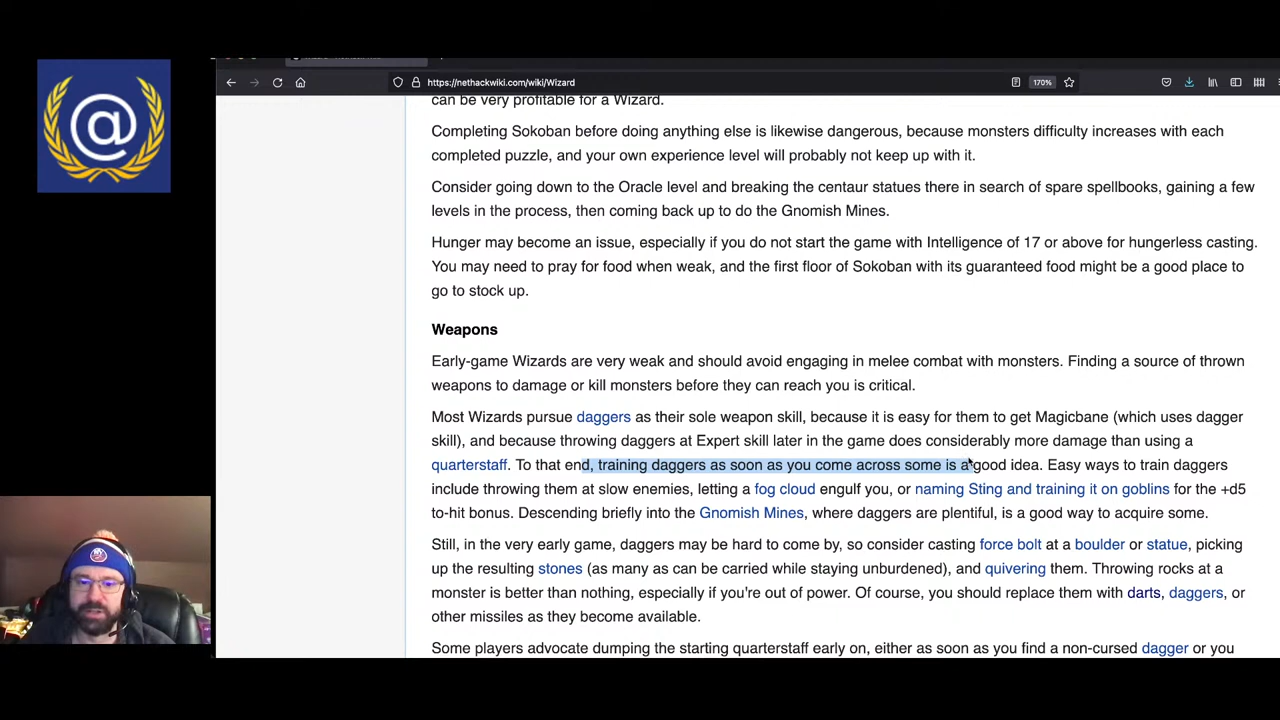 @
https://nethackwiki.com/wiki/Wizard
170%
can be very profitable for a Wizard.
Completing Sokoban before doing anything else is likewise dangerous, because monsters difficulty increases with each
completed puzzle, and your own experience level will probably not keep up with it.
Consider going down to the Oracle level and breaking the centaur statues there in search of spare spellbooks, gaining a few
levels in the process, then coming back up to do the Gnomish Mines.
Hunger may become an issue, especially if you do not start the game with Intelligence of 17 or above for hungerless casting.
You may need to pray for food when weak, and the first floor of Sokoban with its guaranteed food might be a good place to
go to stock up.
Weapons
Early-game Wizards are very weak and should avoid engaging in melee combat with monsters. Finding a source of thrown
weapons to damage or kill monsters before they can reach you is critical.
Most Wizards pursue daggers as their sole weapon skill, because it is easy for them to get Magicbane (which uses dagger
skill), and because throwing daggers at Expert skill later in the game does considerably more damage than using a
quarterstaff. To that end, training daggers as soon as you come across some is a good idea. Easy ways to train daggers
include throwing them at slow enemies, letting a fog cloud engulf you, or naming Sting and training it on goblins for the +d5
to-hit bonus. Descending briefly into the Gnomish Mines, where daggers are plentiful, is a good way to acquire some.
Still, in the very early game, daggers may be hard to come by, so consider casting force bolt at a boulder or statue, picking
up the resulting stones (as many as can be carried while staying unburdened), and quivering them. Throwing rocks at a
monster is better than nothing, especially if you're out of power. Of course, you should replace them with darts, daggers, or
other missiles as they become available.
Some players advocate dumping the starting quarterstaff early on, either as soon as you find a non-cursed dagger or you